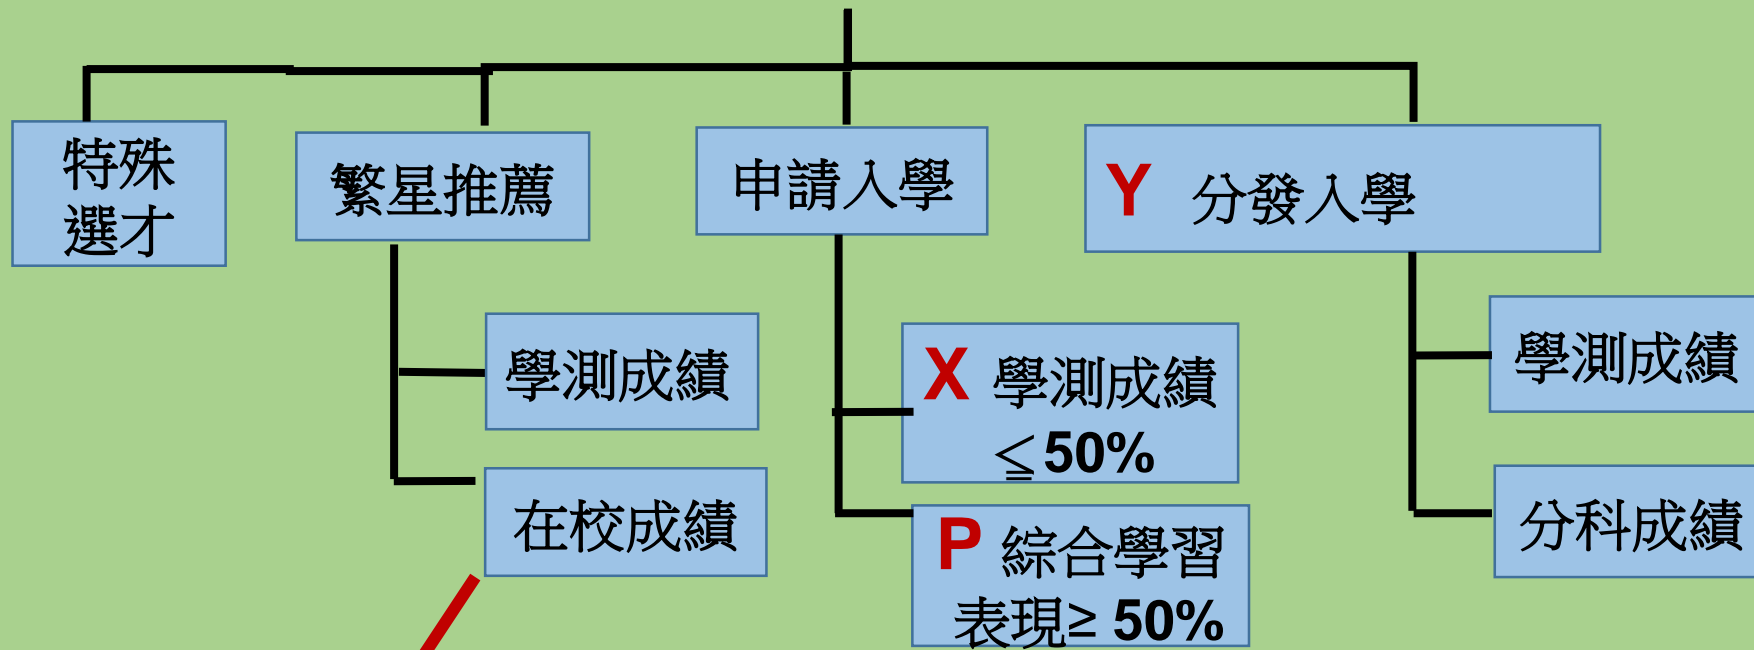 特殊
選才
繁星推薦
申請入學
Y 分發入學
學測成績
在校成績
X 學測成績
≦50%
P 綜合學習
表現≥ 50%
學測成績
分科成績